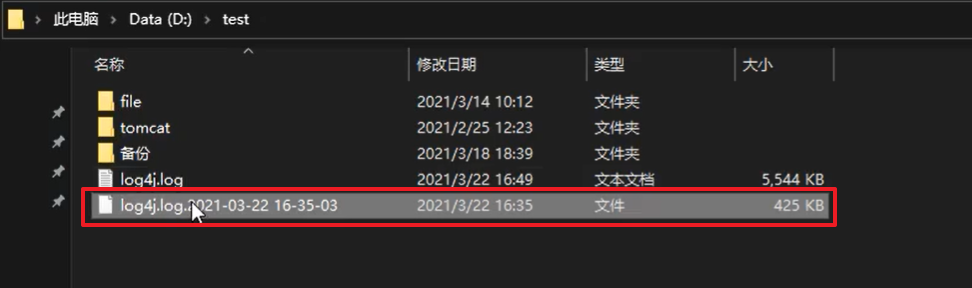 此电脑 > Data (D:) > test
名称 修改日期 类型 大小
file 2021/3/14 10:12 文件夹
tomcat 2021/2/25 12:23 文件夹
备份 2021/3/18 18:39 文件夹
log4j.log 2021/3/22 16:49 文本文档 5,544 KB
log4j.log.2021-03-22 16-35-03 2021/3/22 16:35 文件 425 KB